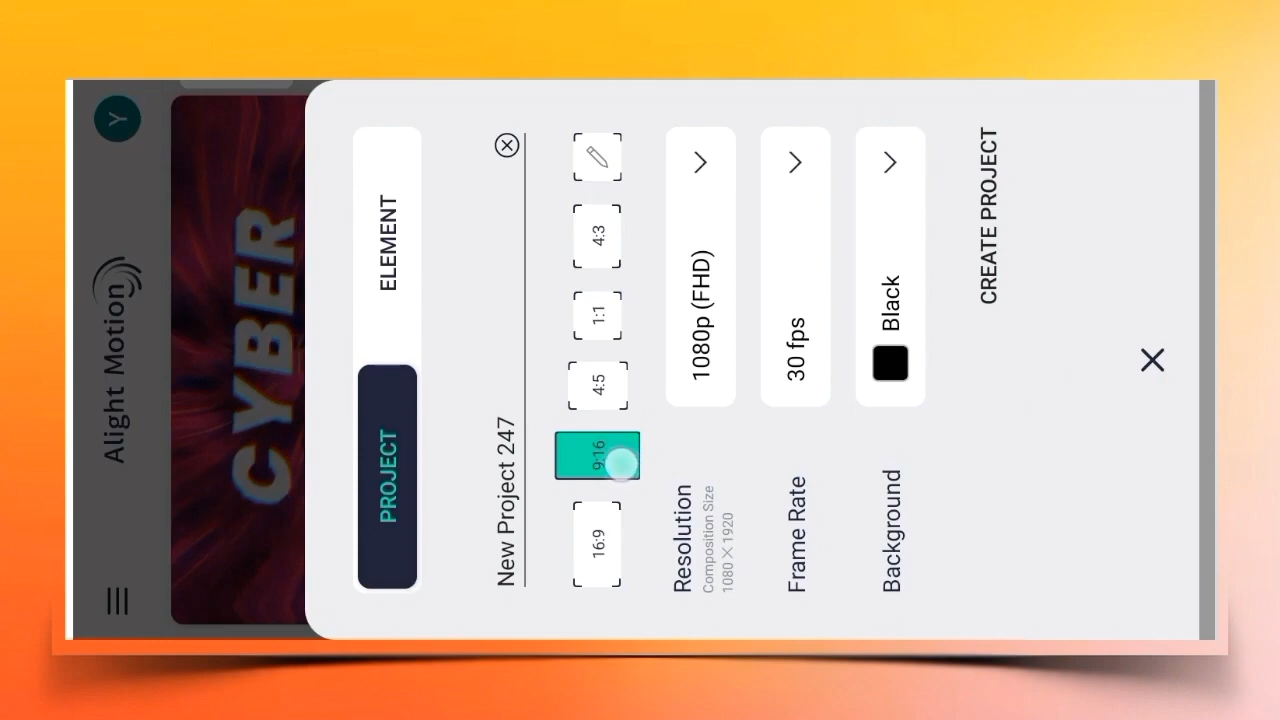 Alight Motion
Y
CYBER
PROJECT
ELEMENT
New Project 247
16:9
9:16
4:5
1:1
4:3
Resolution
Composition Size
1080 X 1920
1080p (FHD)
Frame Rate
30 fps
Background
Black
CREATE PROJECT